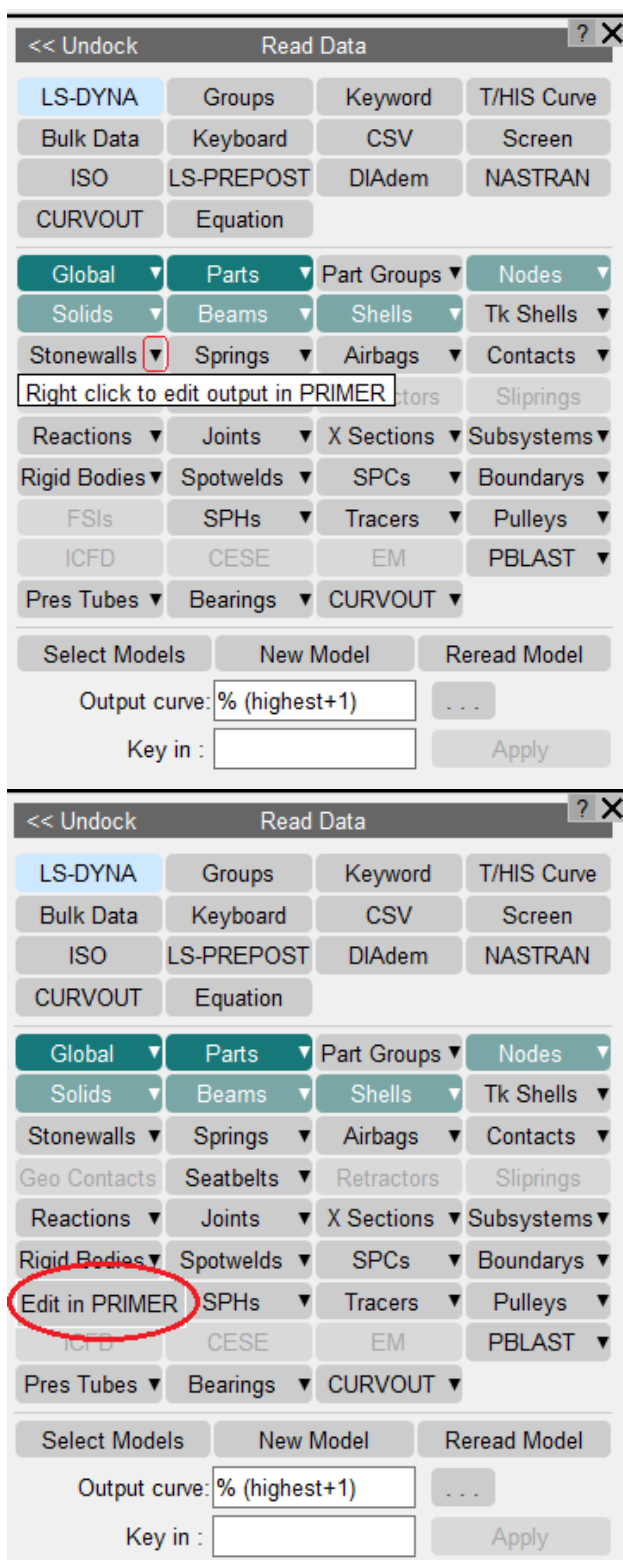 << Undock Read Data ? X
LS-DYNA Groups Keyword T/HIS Curve
Bulk Data Keyboard CSV Screen
ISO LS-PREPOST DIAdem NASTRAN
CURVOUT Equation
Global ▼ Parts ▼ Part Groups ▼ Nodes ▼
Solids ▼ Beams ▼ Shells ▼ Tk Shells ▼
Stonewalls ▼ Springs ▼ Airbags ▼ Contacts ▼
Right click to edit output in PRIMER ctors Sliprings
Reactions ▼ Joints ▼ X Sections ▼ Subsystems ▼
Rigid Bodies ▼ Spotwelds ▼ SPCs ▼ Boundarys ▼
FSIs SPHs ▼ Tracers ▼ Pulleys ▼
ICFD CESE EM PBLAST ▼
Pres Tubes ▼ Bearings ▼ CURVOUT ▼
Select Models New Model Reread Model
Output curve: % (highest+1) . . .
Key in : Apply
<< Undock Read Data ? X
LS-DYNA Groups Keyword T/HIS Curve
Bulk Data Keyboard CSV Screen
ISO LS-PREPOST DIAdem NASTRAN
CURVOUT Equation
Global ▼ Parts ▼ Part Groups ▼ Nodes ▼
Solids ▼ Beams ▼ Shells ▼ Tk Shells ▼
Stonewalls ▼ Springs ▼ Airbags ▼ Contacts ▼
Geo Contacts Seatbelts ▼ Retractors Sliprings
Reactions ▼ Joints ▼ X Sections ▼ Subsystems ▼
Rigid Bodies ▼ Spotwelds ▼ SPCs ▼ Boundarys ▼
Edit in PRIMER SPHs ▼ Tracers ▼ Pulleys ▼
ICFD CESE EM PBLAST ▼
Pres Tubes ▼ Bearings ▼ CURVOUT ▼
Select Models New Model Reread Model
Output curve: % (highest+1) . . .
Key in : Apply